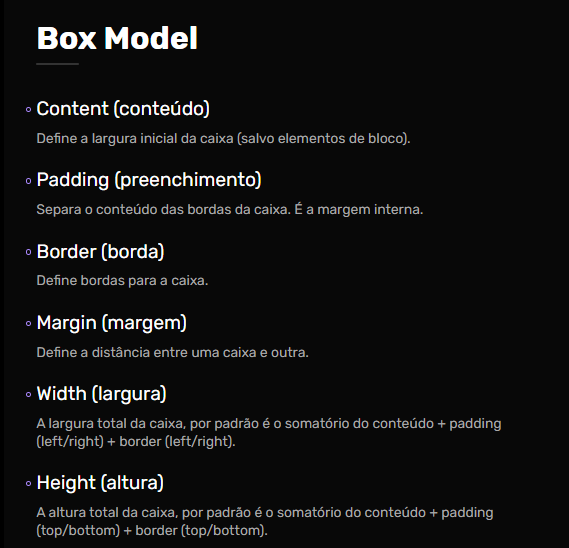 Box Model
Content (conteúdo)
Define a largura inicial da caixa (salvo elementos de bloco).
Padding (preenchimento)
Separa o conteúdo das bordas da caixa. É a margem interna.
Border (borda)
Define bordas para a caixa.
Margin (margem)
Define a distância entre uma caixa e outra.
Width (largura)
A largura total da caixa, por padrão é o somatório do conteúdo + padding
(left/right) + border (left/right).
Height (altura)
A altura total da caixa, por padrão é o somatório do conteúdo + padding
(top/bottom) + border (top/bottom).